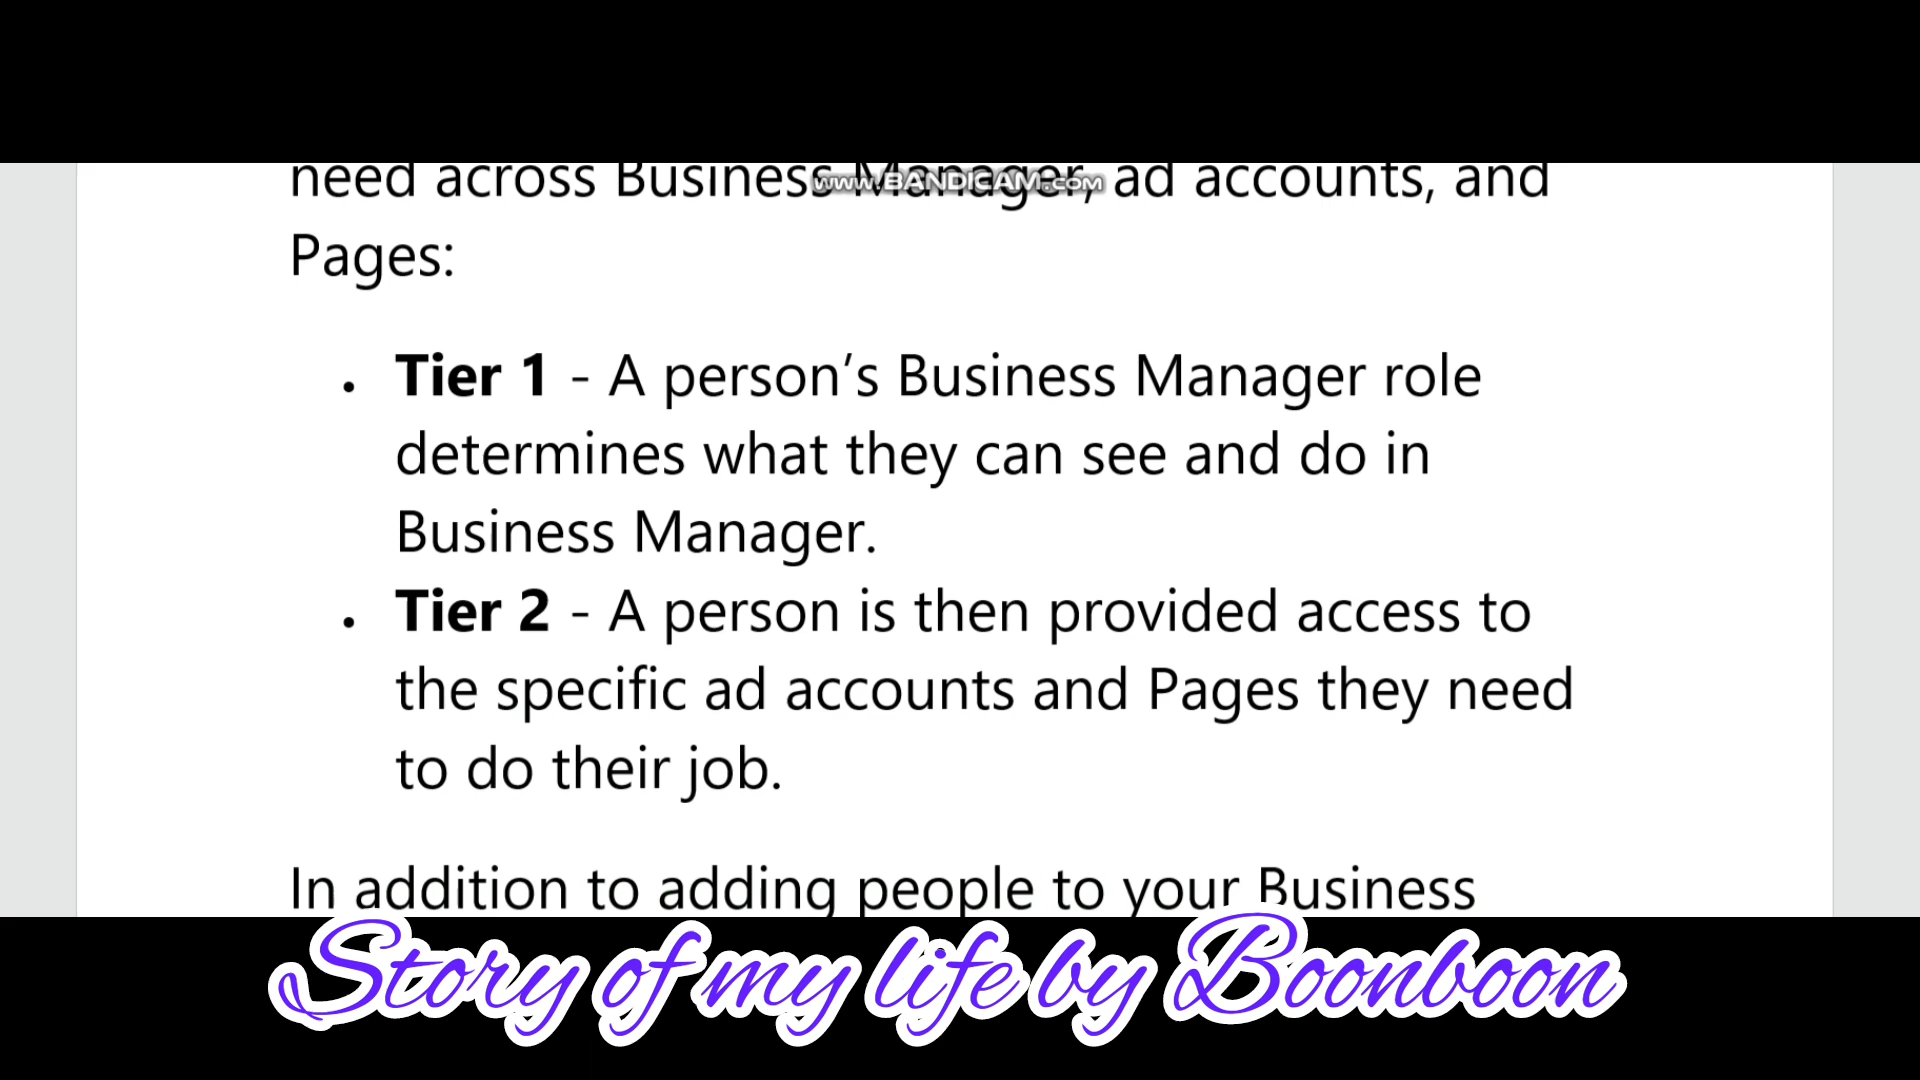 need across Business Manager, ad accounts, and
www.BANDICAM.com
Pages:
• Tier 1 - A person’s Business Manager role
determines what they can see and do in
Business Manager.
• Tier 2 - A person is then provided access to
the specific ad accounts and Pages they need
to do their job.
In addition to adding people to your Business
Story of my life by Boonboon